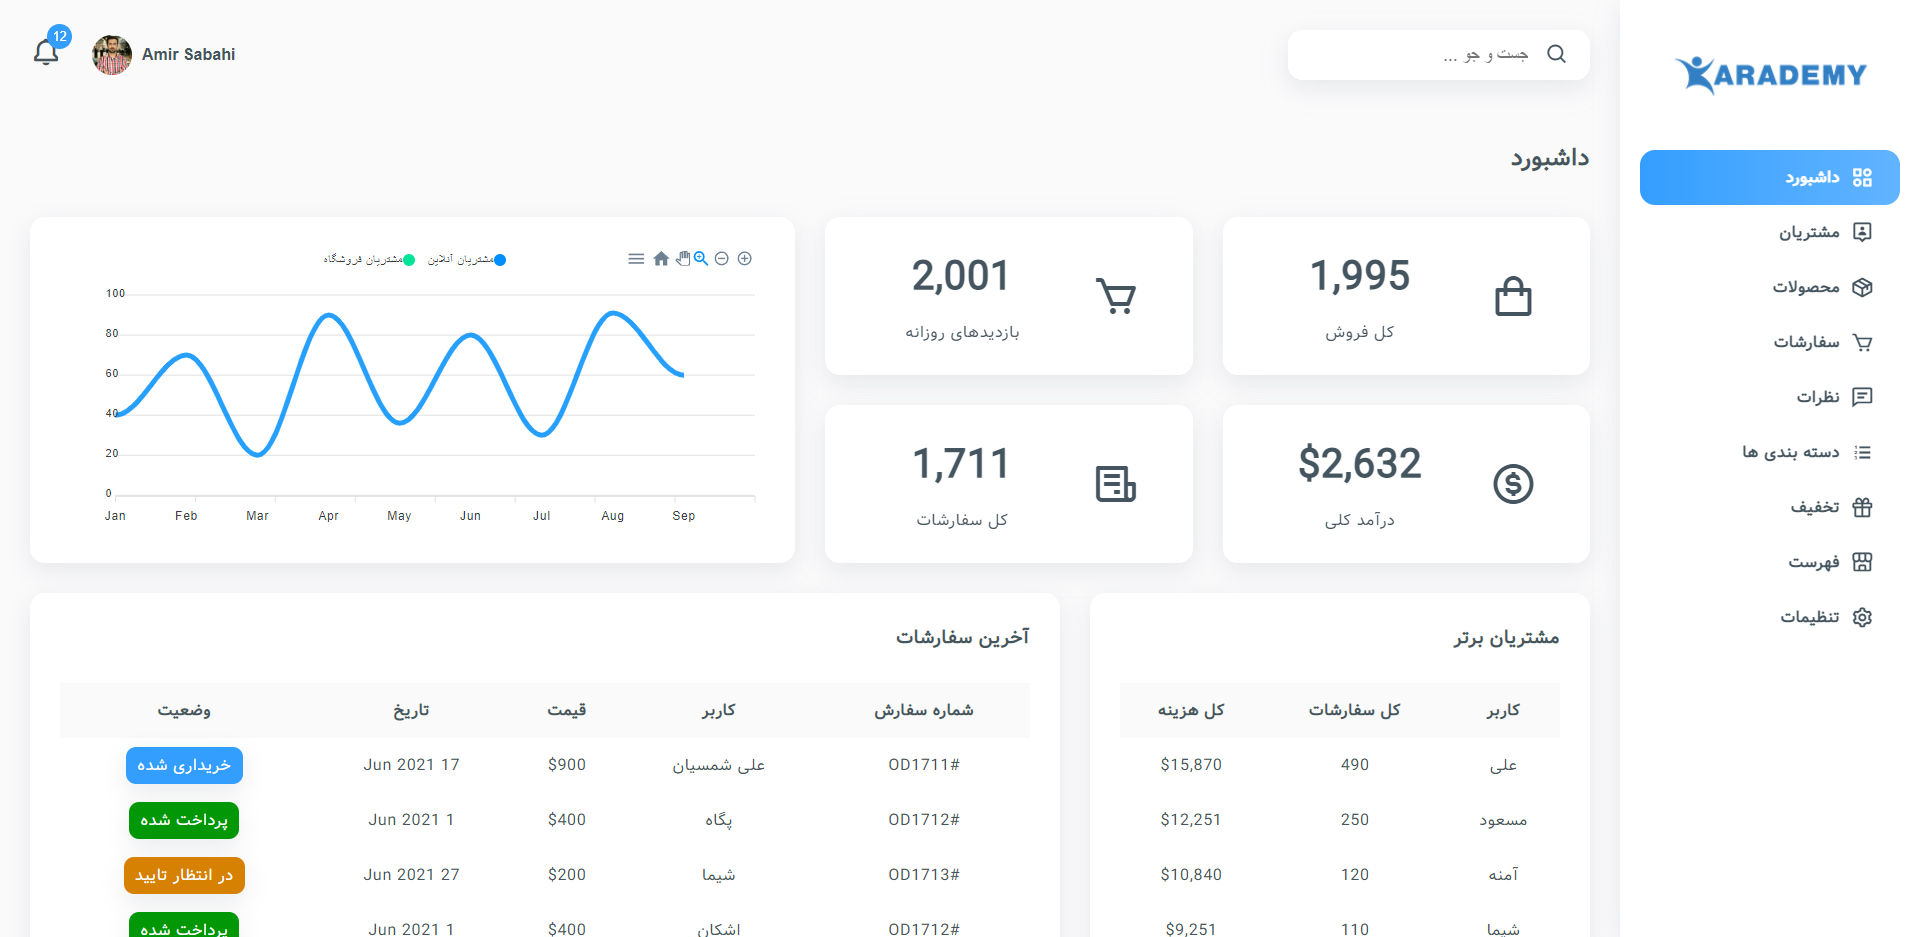 KARADEMY
داشبورد
مشتریان
محصولات
سفارشات
نظرات
دسته بندی ها
تخفیف
فهرست
تنظیمات
جست و جو ...
Amir Sabahi
12
داشبورد
1,995
کل فروش
2,001
بازدیدهای روزانه
$2,632
درآمد کلی
1,711
کل سفارشات
مشتریان آنلاین مشتریان فروشگاه
100
80
60
40
20
0
Jan Feb Mar Apr May Jun Jul Aug Sep
مشتریان برتر
کاربر کل سفارشات کل هزینه
علی 490 $15,870
مسعود 250 $12,251
آمنه 120 $10,840
شیما 110 $9,251
آخرین سفارشات
شماره سفارش کاربر قیمت تاریخ وضعیت
OD1711# علی شمسیان $900 Jun 2021 17 خریداری شده
OD1712# پگاه $400 Jun 2021 1 پرداخت شده
OD1713# شیما $200 Jun 2021 27 در انتظار تایید
OD1712# اشکان $400 Jun 2021 1 پرداخت شده